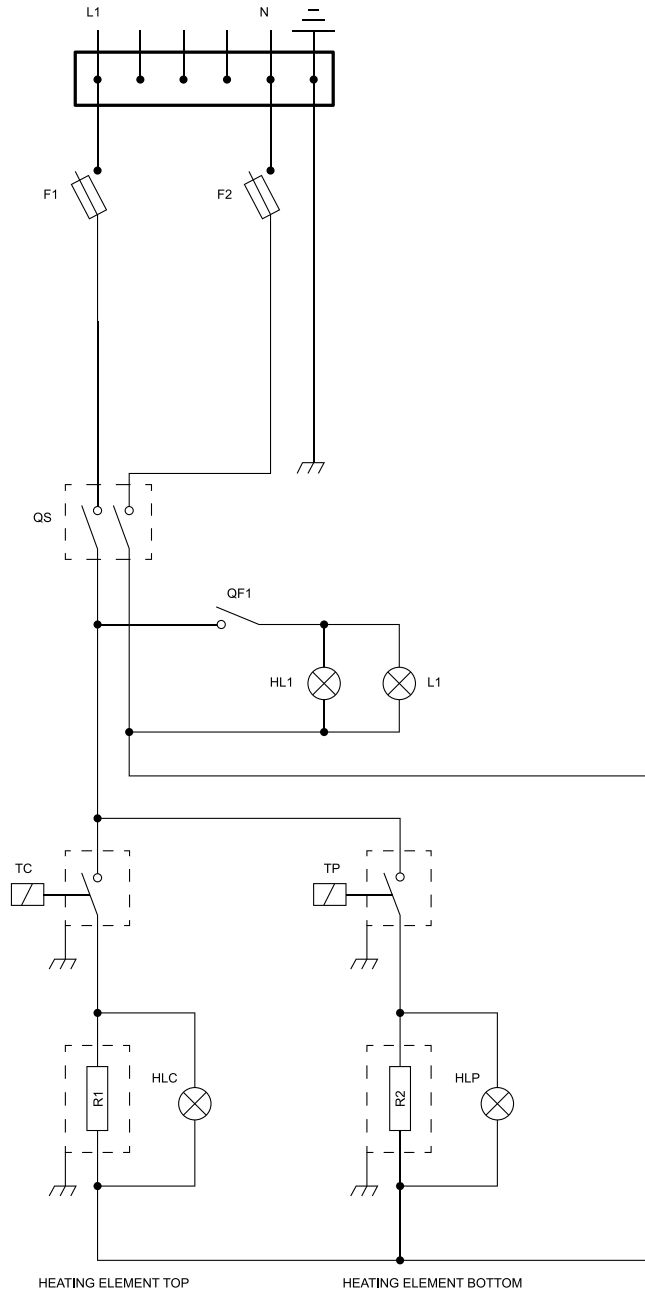 L1
N
F1
F2
QS
QF1
HL1
L1
TC
TP
R1
HLC
R2
HLP
HEATING ELEMENT TOP
HEATING ELEMENT BOTTOM